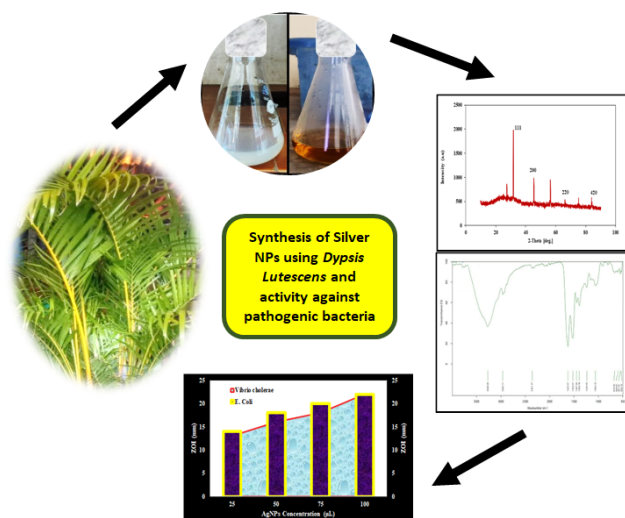 2500
2000
1500
1000
500
0
Intensity (a.u)
111
200
220
420
0
20
40
60
80
100
2-Theta [deg.]
Synthesis of Silver
NPs using Dypsis
Lutescens and
activity against
pathogenic bacteria
Vibrio cholerae
E. Coli
25
20
15
10
5
0
ZOI (mm)
25
20
15
10
5
0
ZOI (mm)
25
50
75
100
AgNPs Concentration (µL)